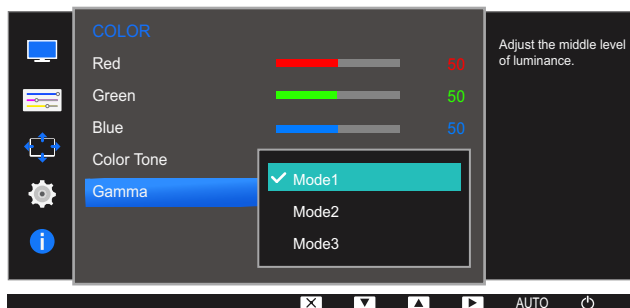 COLOR
Red 50
Green 50
Blue 50
Color Tone
Gamma
Mode1
Mode2
Mode3
Adjust the middle level
of luminance.
AUTO